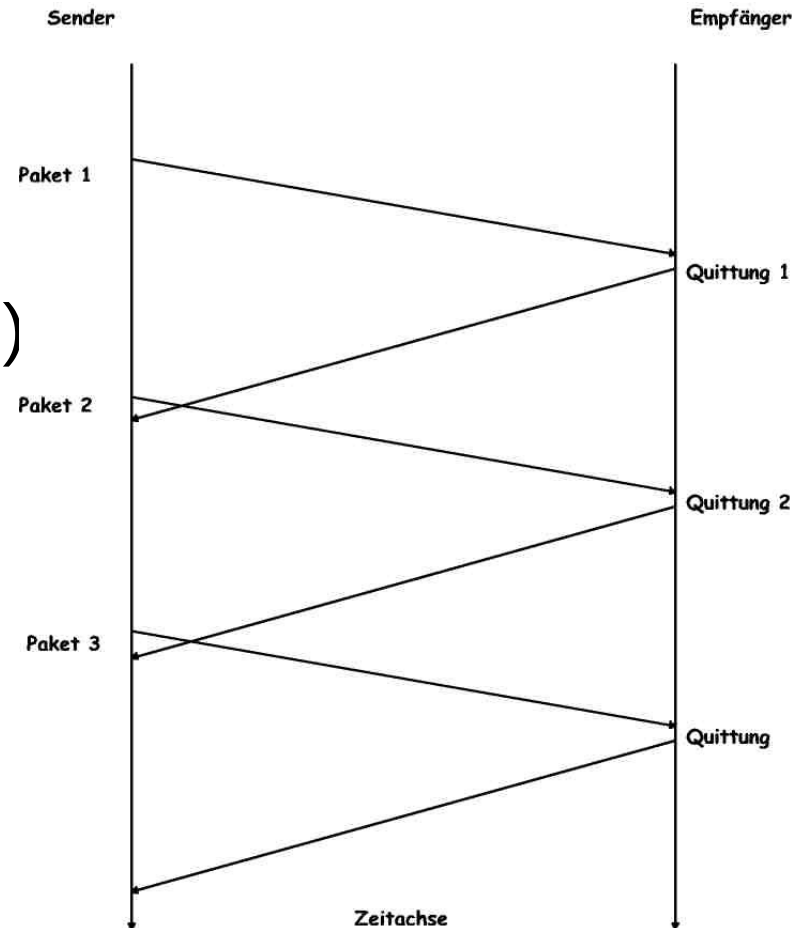 Sender
Empfänger
Paket 1
Quittung 1
)
Paket 2
Quittung 2
Paket 3
Quittung
Zeitachse